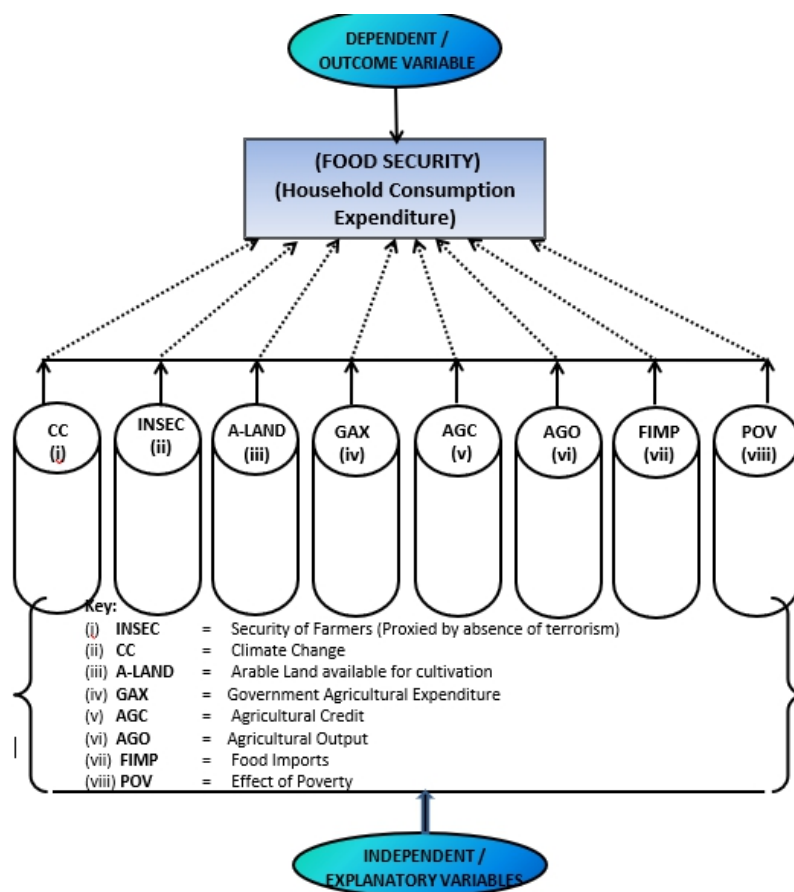 DEPENDENT /
OUTCOME VARIABLE
(FOOD SECURITY)
(Household Consumption
Expenditure)
CC
(i)
INSEC
(ii)
A-LAND
(iii)
GAX
(iv)
AGC
(v)
AGO
(vi)
FIMP
(vii)
POV
(viii)
Key:
(i) INSEC = Security of Farmers (Proxied by absence of terrorism)
(ii) CC = Climate Change
(iii) A-LAND = Arable Land available for cultivation
(iv) GAX = Government Agricultural Expenditure
(v) AGC = Agricultural Credit
(vi) AGO = Agricultural Output
(vii) FIMP = Food Imports
(viii) POV = Effect of Poverty
INDEPENDENT /
EXPLANATORY VARIABLES